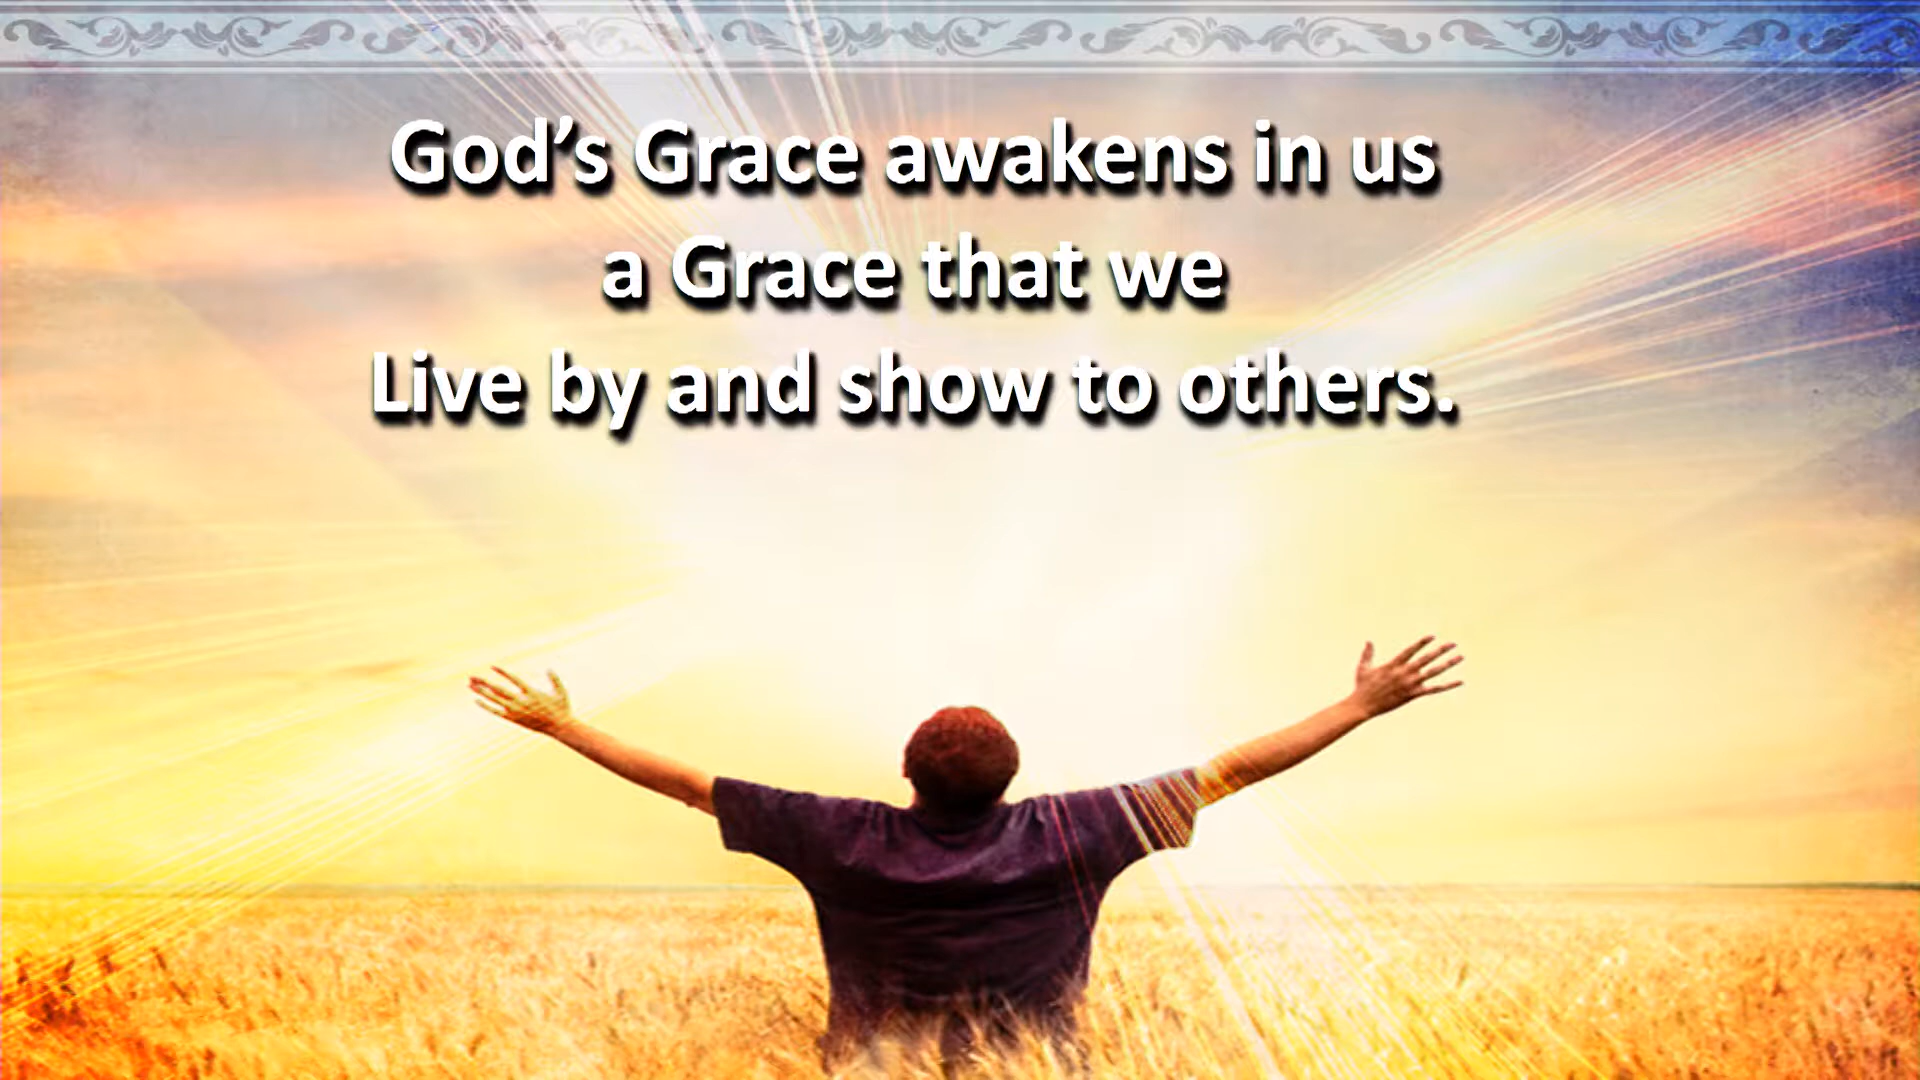 God’s Grace awakens in us
a Grace that we
Live by and show to others.